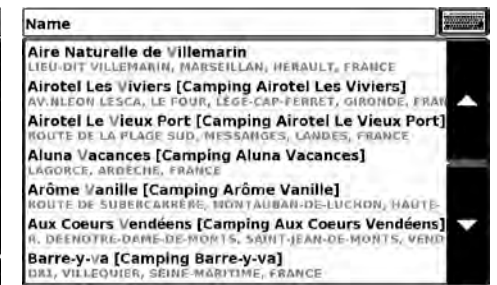 Name
Aire Naturelle de Villemarin
LIEU-DIT VILLEMARIN, MARSEILLAN, HERAULT, FRANCE
Airotel Les Viviers [Camping Airotel Les Viviers]
AV.NLEON LESCA, LE FOUR, LÈGE-CAP-FERRET, GIRONDE, FRAN
Airotel Le Vieux Port [Camping Airotel Le Vieux Port]
ROUTE DE LA PLAGE SUD, MESSANGES, LANDES, FRANCE
Aluna Vacances [Camping Aluna Vacances]
LAGORCE, ARDÈCHE, FRANCE
Arôme Vanille [Camping Arôme Vanille]
ROUTE DE SUBERCARRÈRE, MONTAUBAN-DE-LUCHON, HAUTE-
Aux Coeurs Vendéens [Camping Aux Coeurs Vendéens]
R. DEENOTRE-DAME-DE-MONTS, SAINT-JEAN-DE-MONTS, VEND
Barre-y-va [Camping Barre-y-va]
D81, VILLEQUIER, SEINE-MARITIME, FRANCE